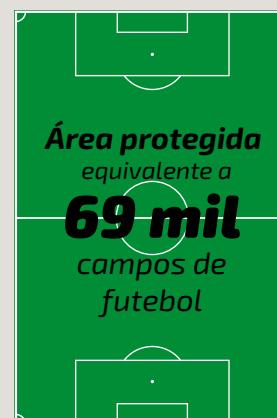 Área protegida
equivalente a
69 mil
campos de
futebol